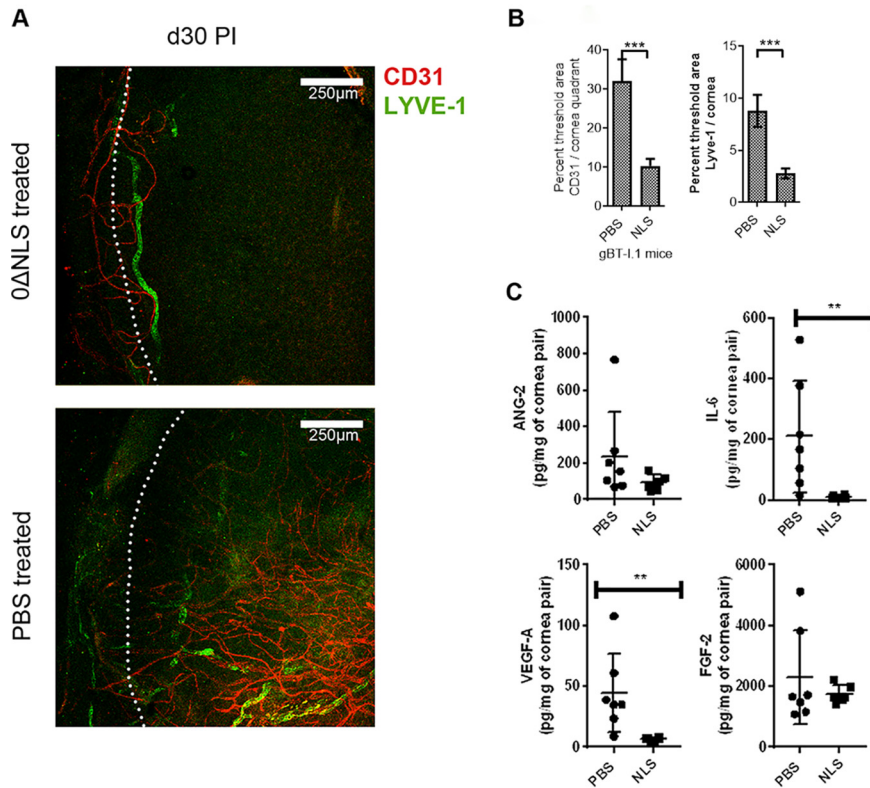 A
d30 PI
CD31
LYVE-1
0ΔNLS treated
250μm
PBS treated
250μm
B
Percent threshold area
CD31 / cornea quadrant
40
30
20
10
0
***
PBS
NLS
gBT-I.1 mice
Percent threshold area
Lyve-1 / cornea
15
10
5
0
***
PBS
NLS
C
ANG-2
(pg/mg of cornea pair)
1000
800
600
400
200
0
PBS
NLS
IL-6
(pg/mg of cornea pair)
600
400
200
0
**
PBS
NLS
VEGF-A
(pg/mg of cornea pair)
150
100
50
0
**
PBS
NLS
FGF-2
(pg/mg of cornea pair)
6000
4000
2000
0
PBS
NLS